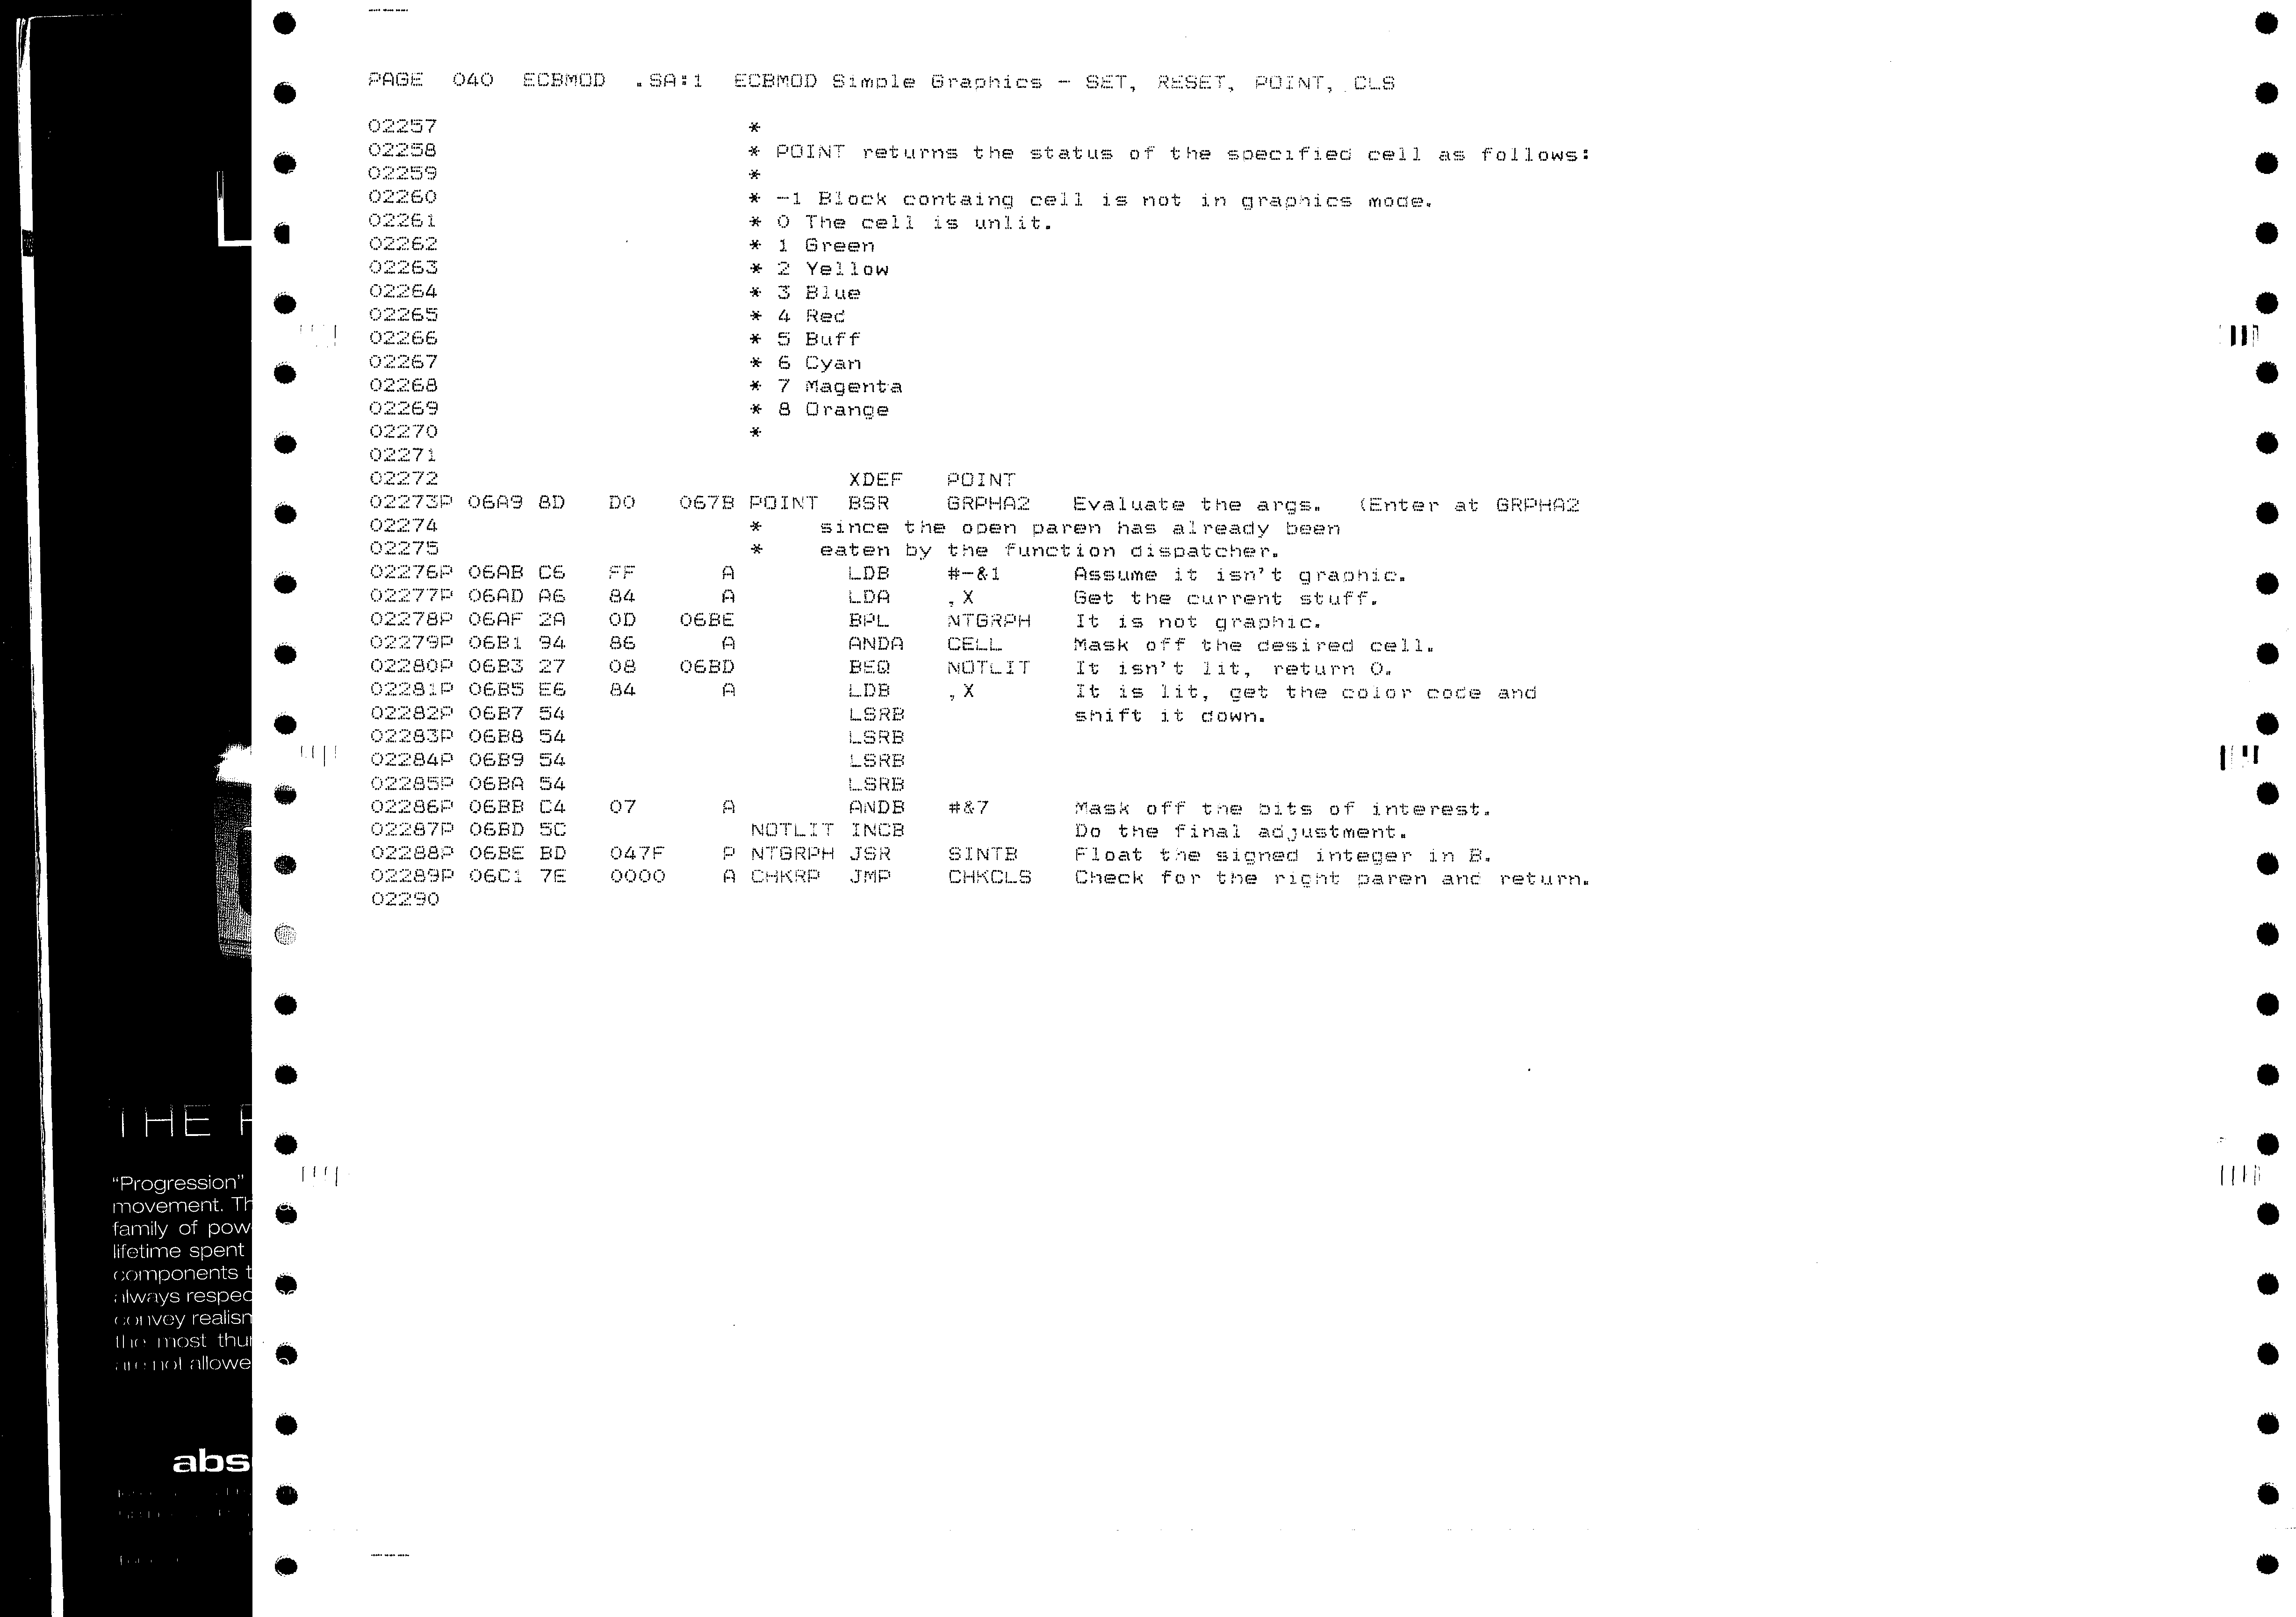 PAGE  040  ECBMOD  .SA:1  ECBMOD Simple Graphics - SET, RESET, POINT, CLS
02257                      *
02258                      * POINT returns the status of the specified cell as follows:
02259                      *
02260                      * -1 Block containg cell is not in graphics mode.
02261                      * 0 The cell is unlit.
02262                      * 1 Green
02263                      * 2 Yellow
02264                      * 3 Blue
02265                      * 4 Red
02266                      * 5 Buff
02267                      * 6 Cyan
02268                      * 7 Magenta
02269                      * 8 Orange
02270                      *
02271
02272                             XDEF   POINT
02273P 06A9 8D   D0   067B POINT  BSR    GRPHA2   Evaluate the args.  (Enter at GRPHA2
02274                      *    since the open paren has already been
02275                      *    eaten by the function dispatcher.
02276P 06AB C6   FF      A        LDB    #-&1     Assume it isn't graphic.
02277P 06AD A6   84      A        LDA    ,X       Get the current stuff.
02278P 06AF 2A   0D   06BE        BPL    NTGRPH   It is not graphic.
02279P 06B1 94   86      A        ANDA   CELL     Mask off the desired cell.
02280P 06B3 27   08   06BD        BEQ    NOTLIT   It isn't lit, return 0.
02281P 06B5 E6   84      A        LDB    ,X       It is lit, get the color code and
02282P 06B7 54                    LSRB            shift it down.
02283P 06B8 54                    LSRB
02284P 06B9 54                    LSRB
02285P 06BA 54                    LSRB
02286P 06BB C4   07      A        ANDB   #&7      Mask off the bits of interest.
02287P 06BD 5C             NOTLIT INCB            Do the final adjustment.
02288P 06BE BD   047F    P NTGRPH JSR    SINTB    Float the signed integer in B.
02289P 06C1 7E   0000    A CHKRP  JMP    CHKCLS   Check for the right paren and return.
02290
THE
"Progression"
movement. Th
family of pow
lifetime spent
components t
always respec
convey realism
the most thu
are not allowe
abs